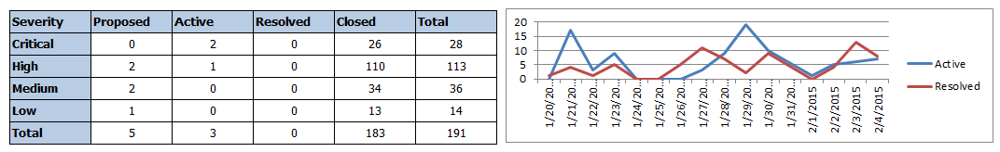 Severity Proposed Active Resolved Closed Total
Critical 0 2 0 26 28
High 2 1 0 110 113
Medium 2 0 0 34 36
Low 1 0 0 13 14
Total 5 3 0 183 191
20
15
10
5
0
1/20/20...
1/21/20...
1/22/20...
1/23/20...
1/24/20...
1/25/20...
1/26/20...
1/27/20...
1/28/20...
1/29/20...
1/30/20...
1/31/20...
2/1/2015
2/2/2015
2/3/2015
2/4/2015
Active
Resolved